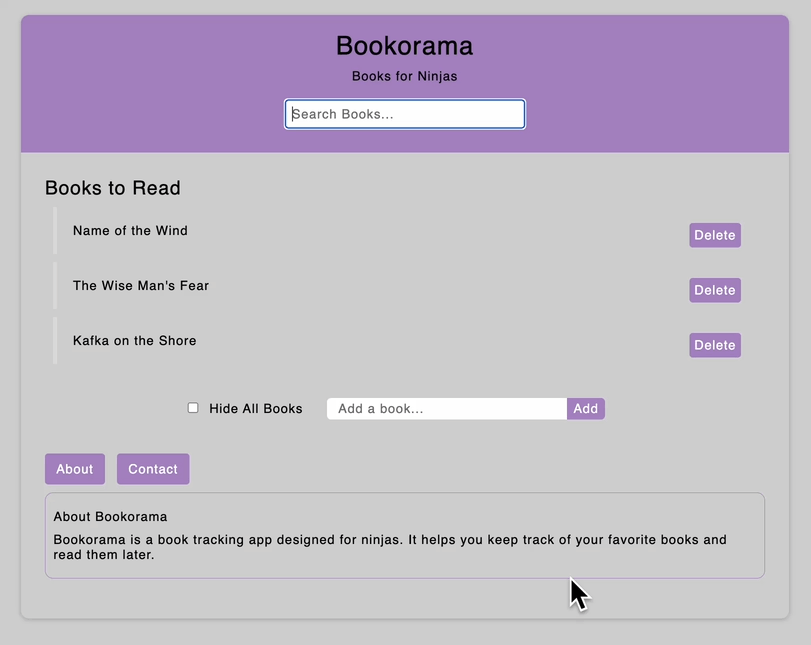 Bookorama
Books for Ninjas
Search Books...
Books to Read
Name of the Wind
Delete
The Wise Man's Fear
Delete
Kafka on the Shore
Delete
Hide All Books
Add a book...
Add
About
Contact
About Bookorama
Bookorama is a book tracking app designed for ninjas. It helps you keep track of your favorite books and
read them later.